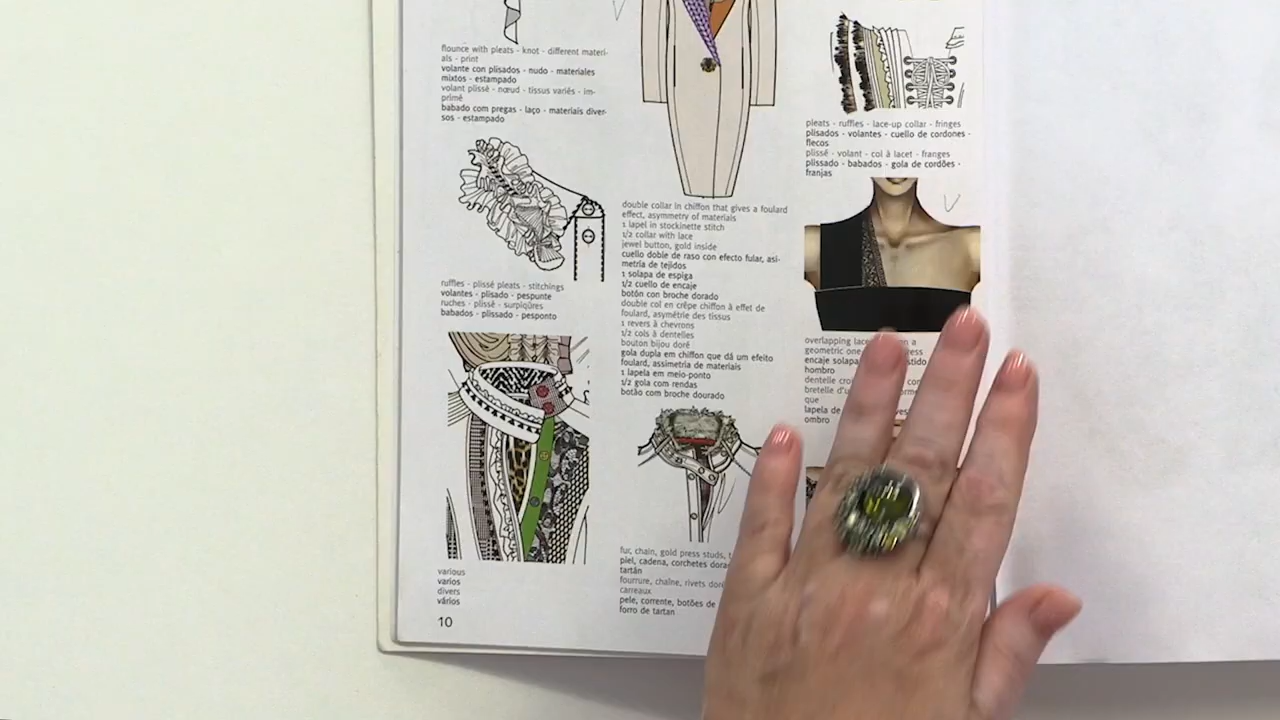 flounce with pleats - knot - different materi-
als - print
volante con plisados - nudo - materiales
mixtos - estampado
volant plissé - nœud - tissus variés - im-
primé
babado com pregas - laço - materiais diver-
sos - estampado
ruffles - plissé pleats - stitchings
volantes - plisado - pespunte
ruches - plissé - surpiqûres
babados - plissado - pesponto
various
varios
divers
vários
10
double collar in chiffon that gives a foulard
effect, asymmetry of materials
1 lapel in stockinette stitch
1/2 collar with lace
jewel button, gold inside
cuello doble de raso con efecto fular, asi-
metría de tejidos
1 solapa de espiga
1/2 cuello de encaje
botón con broche dorado
double col en crêpe chiffon à effet de
foulard, asymétrie des tissus
1 revers à chevrons
1/2 cols à dentelles
bouton bijou doré
gola dupla em chiffon que dá um efeito
foulard, assimetria de materiais
1 lapela em meio-ponto
1/2 gola com rendas
botão com broche dourado
fur, chain, gold press studs,
piel, cadena, corchetes
tartán
fourrure, chaîne, rivets
carreaux
pele, corrente, botões de
forro de tartan
pleats - ruffles - lace-up collar - fringes
plisados - volantes - cuello de cordones -
flecos
plissé - volant - col à lacet - franges
plissado - babados - gola de cordões -
franjas
overlapping a
geometric
encaje
hombro
dentelle
bretelle
que
lapela de
ombro